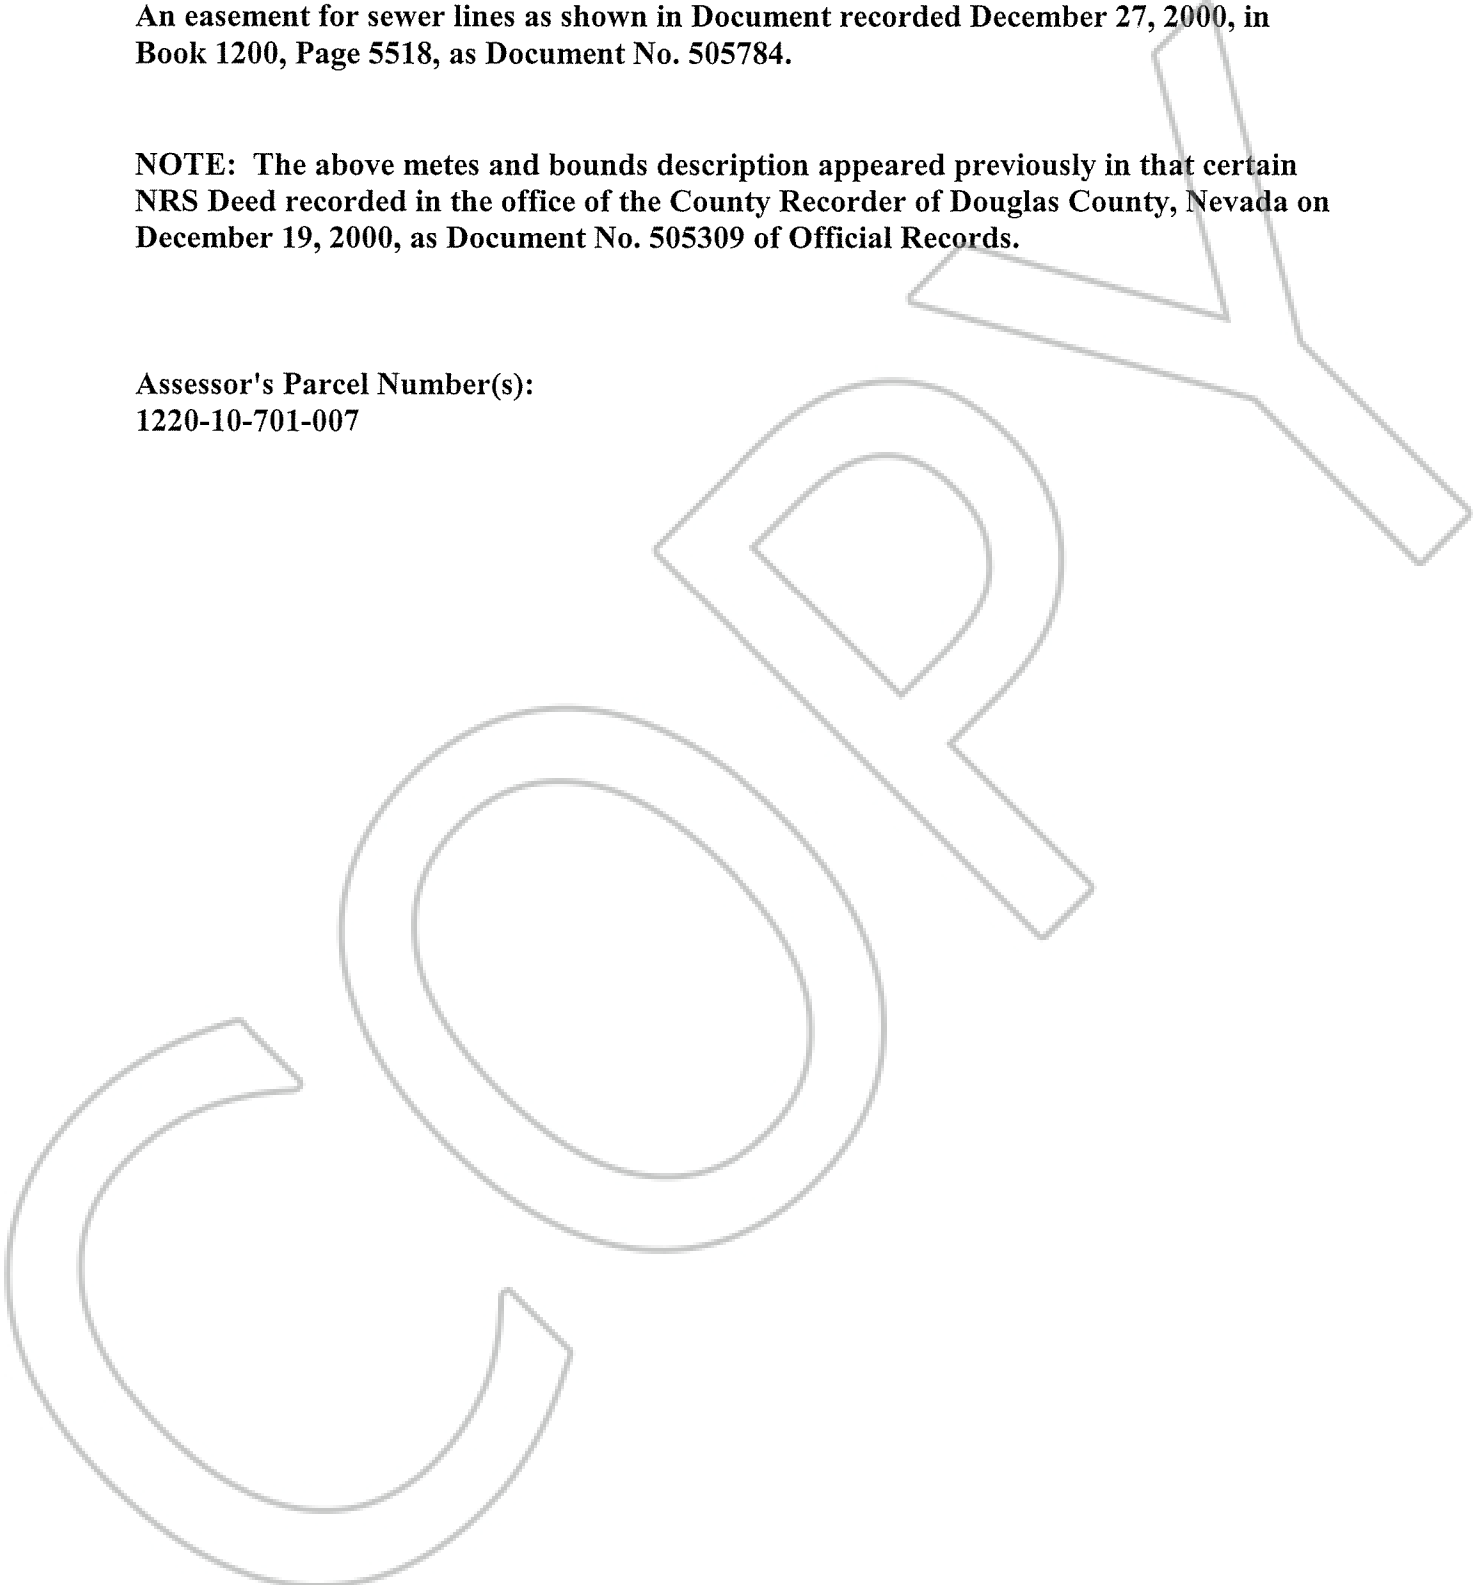 An easement for sewer lines as shown in Document recorded December 27, 2000, in
Book 1200, Page 5518, as Document No. 505784.
NOTE:  The above metes and bounds description appeared previously in that certain
NRS Deed recorded in the office of the County Recorder of Douglas County, Nevada on
December 19, 2000, as Document No. 505309 of Official Records.
Assessor's Parcel Number(s):
1220-10-701-007
COPY